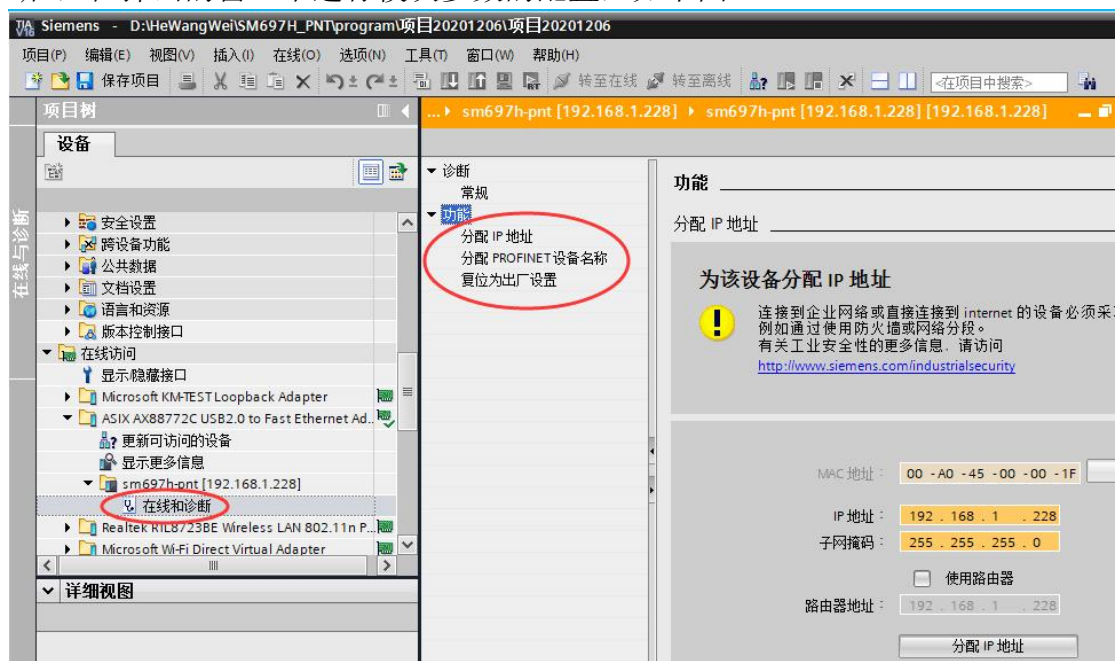 Siemens - D:\HeWangWei\SM697H_PNT\program\项目20201206\项目20201206
项目(P) 编辑(E) 视图(V) 插入(I) 在线(O) 选项(N) 工具(T) 窗口(W) 帮助(H)
保存项目 转至在线 转至离线 <在项目中搜索>
项目树
... sm697h-pnt [192.168.1.228] sm697h-pnt [192.168.1.228] [192.168.1.228]
设备
在线与诊断
安全设置
跨设备功能
公共数据
文档设置
语言和资源
版本控制接口
在线访问
显示/隐藏接口
Microsoft KM-TEST Loopback Adapter
ASIX AX88772C USB2.0 to Fast Ethernet Ad..
更新可访问的设备
显示更多信息
sm697h-pnt [192.168.1.228]
在线和诊断
Realtek RTL8723BE Wireless LAN 802.11n P...
Microsoft Wi-Fi Direct Virtual Adapter
详细视图
诊断
常规
功能
分配 IP 地址
分配 PROFINET 设备名称
复位为出厂设置
功能
分配 IP 地址
为该设备分配 IP 地址
连接到企业网络或直接连接到 internet 的设备必须采
例如通过使用防火墙或网络分段。
有关工业安全性的更多信息. 请访问
http://www.siemens.com/industrialsecurity
MAC 地址: 00 -A0 -45 -00 -00 -1F
IP 地址: 192 . 168 . 1 . 228
子网掩码: 255 . 255 . 255 . 0
使用路由器
路由器地址: 192 . 168 . 1 . 228
分配 IP 地址